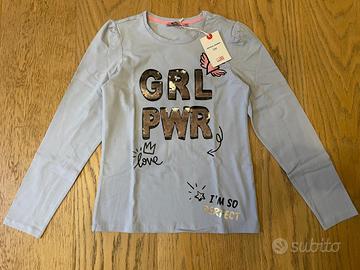 GRL
PWR
love
I'M SO
PERFECT
subito